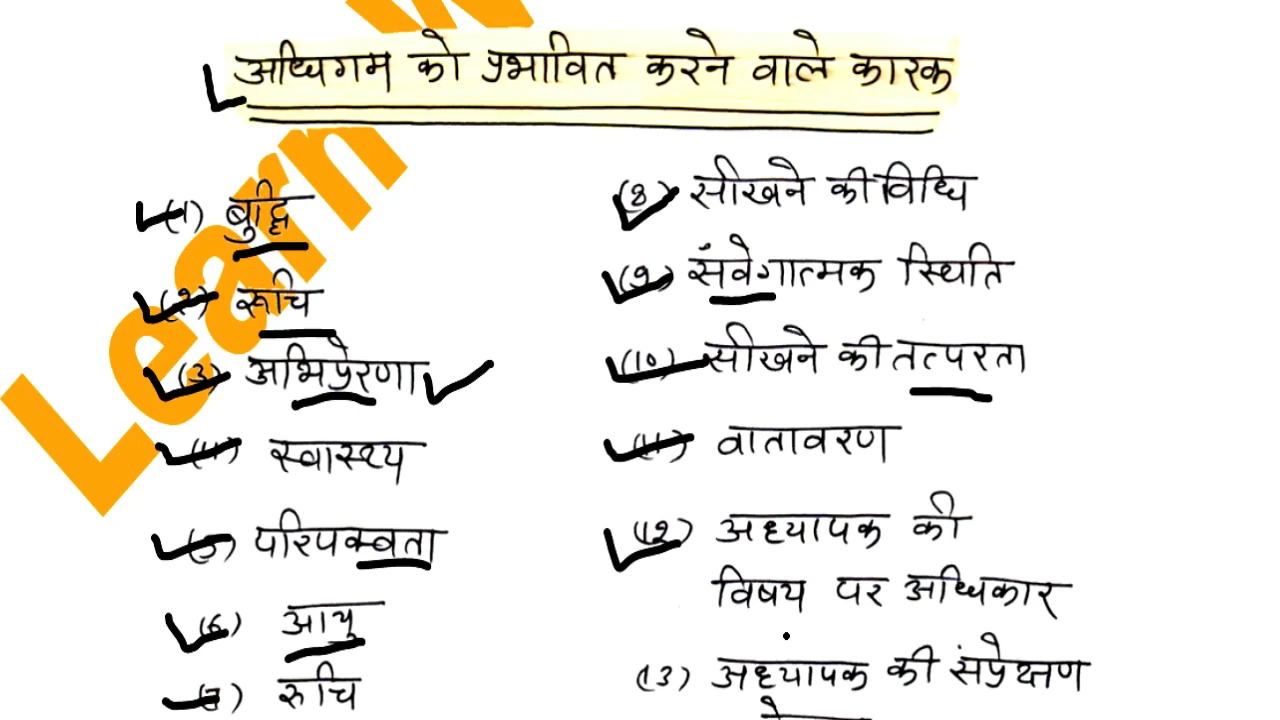 अधिगम को प्रभावित करने वाले कारक
(1) बुद्धि
(2) रूचि
(3) अभिप्रेरणा
(4) स्वास्थ्य
(5) परिपक्वता
(6) आयु
(7) रुचि
(8) सीखने की विधि
(9) संवेगात्मक स्थिति
(10) सीखने की तत्परता
(11) वातावरण
(12) अध्यापक की
विषय पर अधिकार
(13) अध्यापक की संप्रेक्षण
Learn